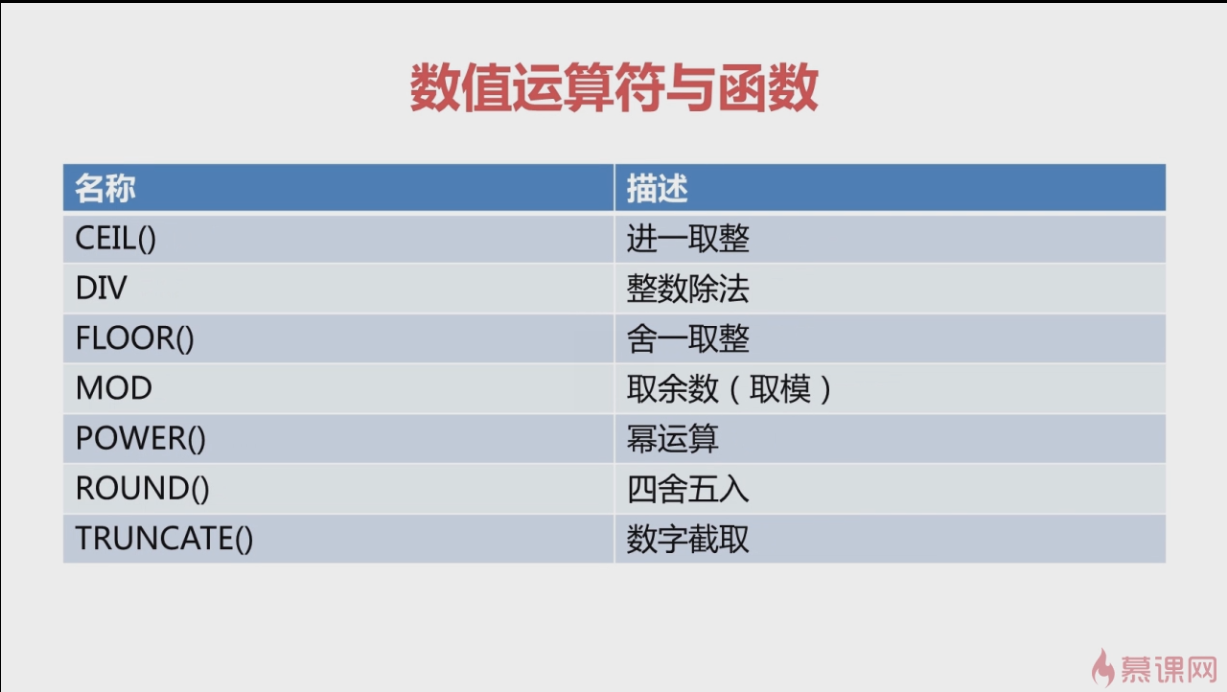 数值运算符与函数
名称 描述
CEIL() 进一取整
DIV 整数除法
FLOOR() 舍一取整
MOD 取余数（取模）
POWER() 幂运算
ROUND() 四舍五入
TRUNCATE() 数字截取
慕课网